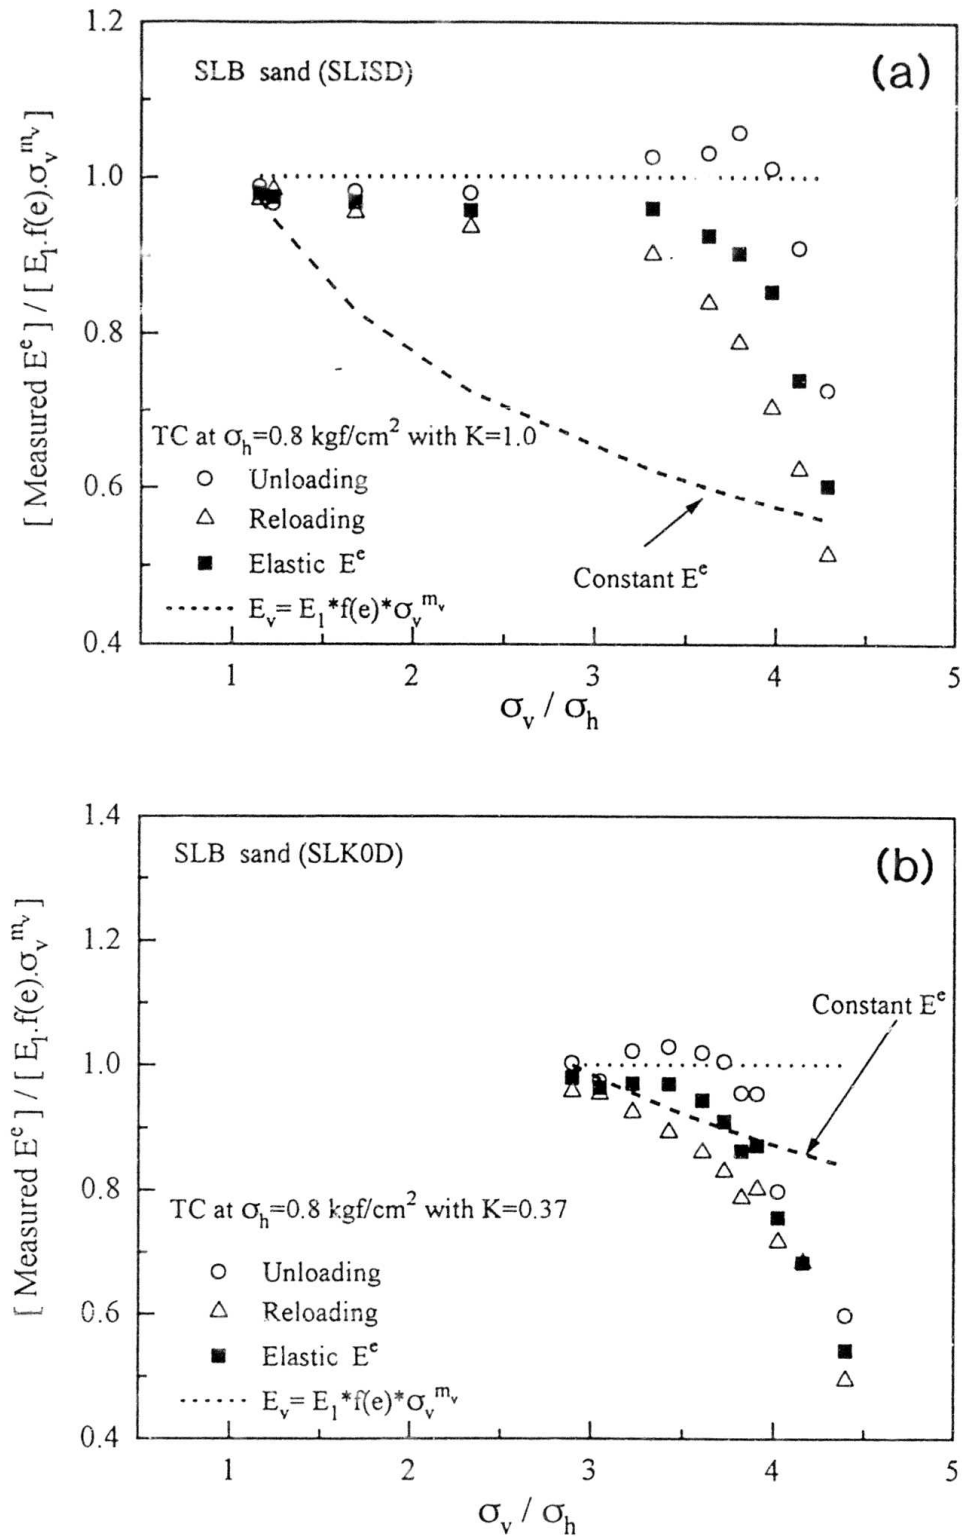 1.2
SLB sand (SLISD)
(a)
1.0
0.8
0.6
0.4
[ Measured Eᵉ ] / [ E₁.f(e).σᵥᵐᵛ ]
TC at σₕ=0.8 kgf/cm² with K=1.0
Unloading
Reloading
Elastic Eᵉ
Eᵥ= E₁*f(e)*σᵥᵐᵛ
Constant Eᵉ
1 2 3 4 5
σᵥ / σₕ
1.4
SLB sand (SLK0D)
(b)
1.2
1.0
0.8
0.6
0.4
[ Measured Eᵉ ] / [ E₁.f(e).σᵥᵐᵛ ]
Constant Eᵉ
TC at σₕ=0.8 kgf/cm² with K=0.37
Unloading
Reloading
Elastic Eᵉ
Eᵥ= E₁*f(e)*σᵥᵐᵛ
1 2 3 4 5
σᵥ / σₕ